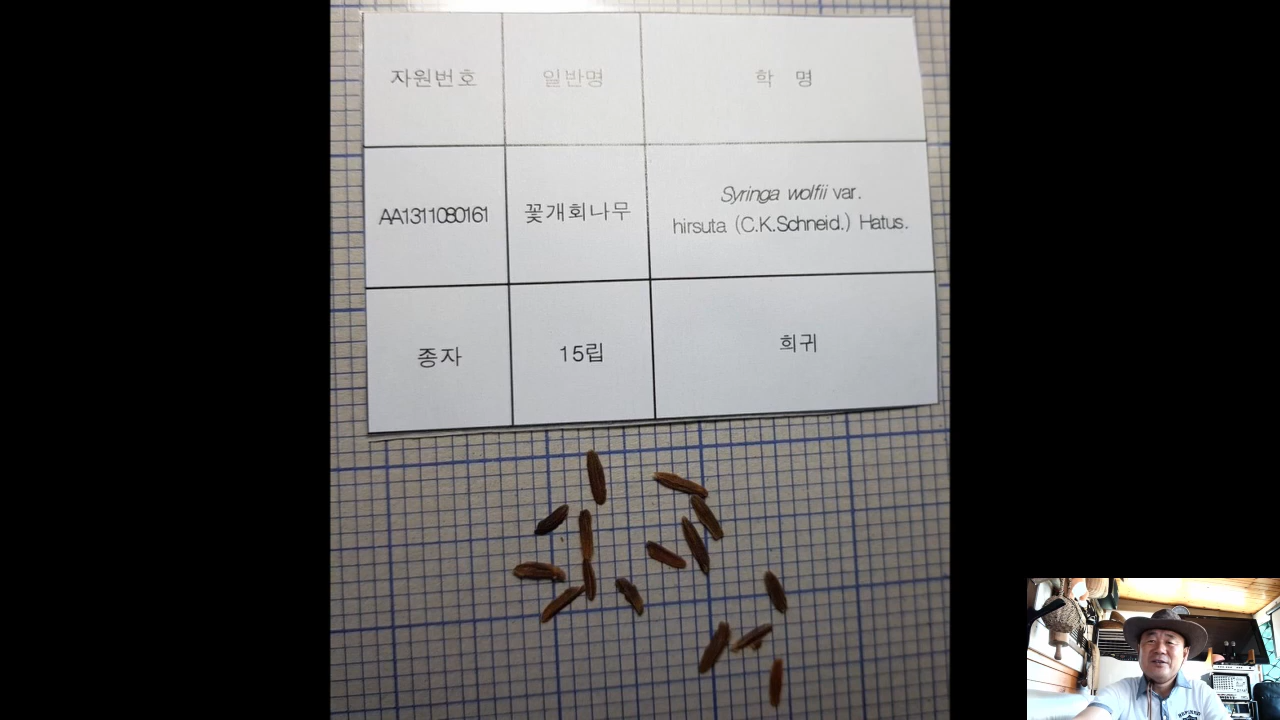 자원번호 일반명 학 명
AA1311080161 꽃개회나무 Syringa wolfii var.
hirsuta (C.K.Schneid.) Hatus.
종자 15립 희귀